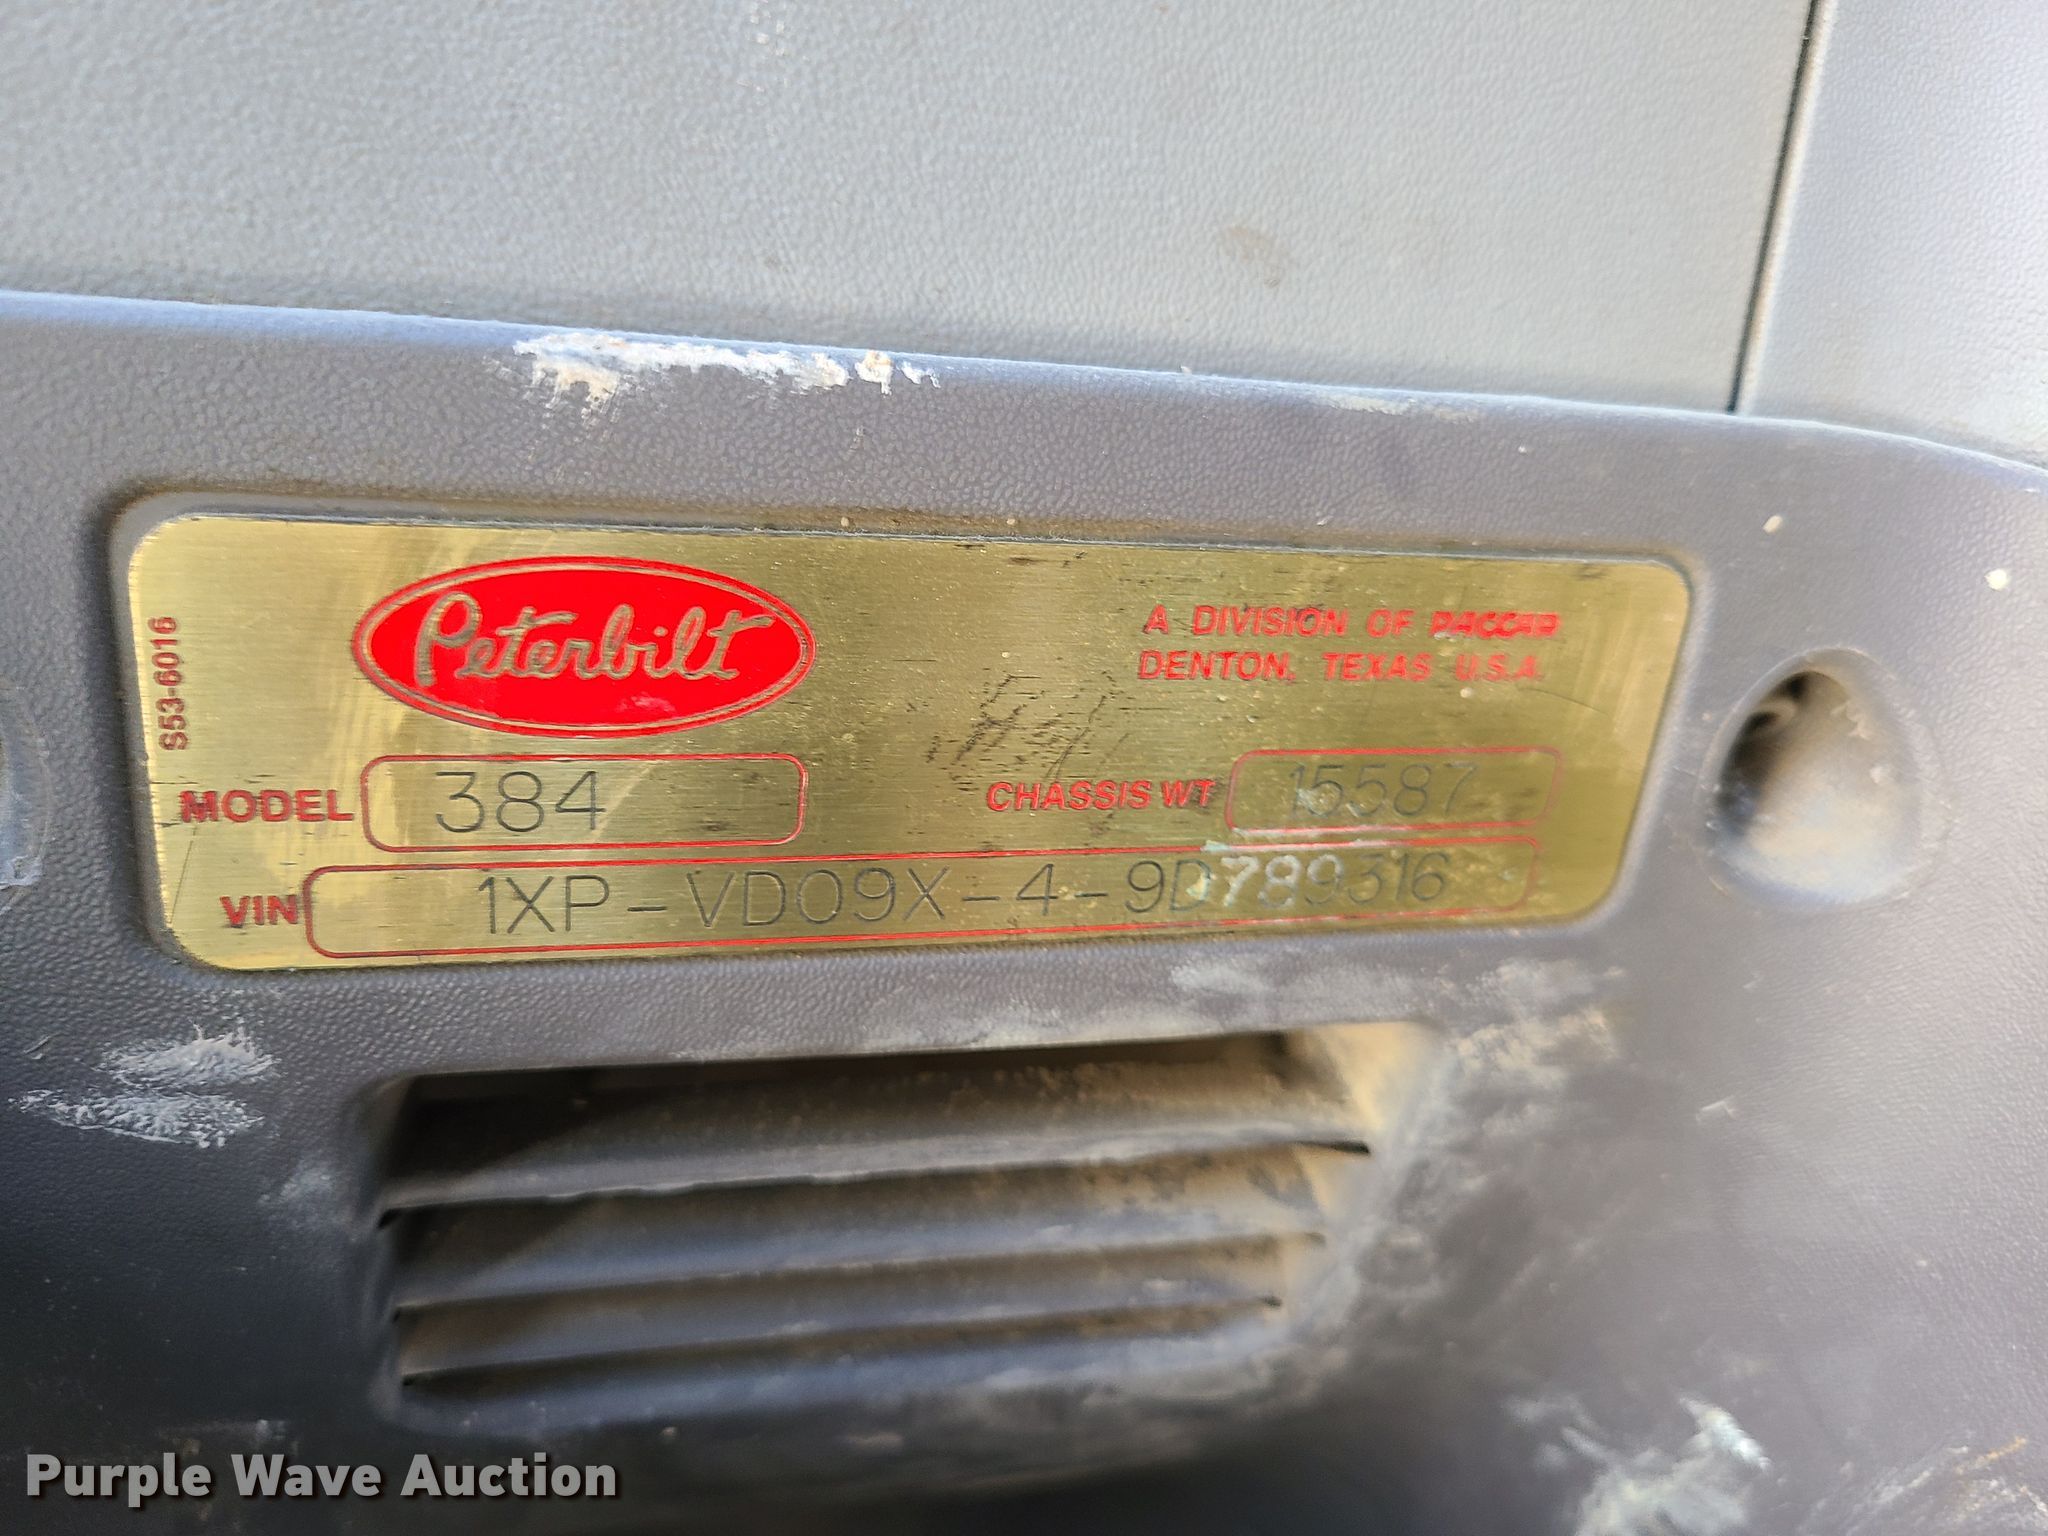 S53-6016
Peterbilt
A DIVISION OF PACCAR
DENTON, TEXAS U.S.A.
MODEL 384
CHASSIS WT 15587
VIN 1XP-VD09X-4-9D789316
Purple Wave Auction